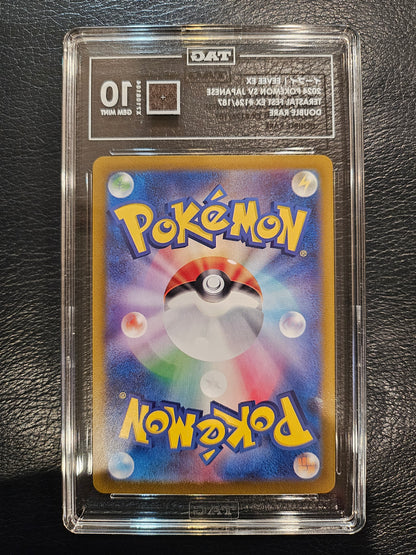 TAG
イーブイ | EEVEE EX
2024 POKEMON SV JAPANESE
TERASTAL FEST EX #126/187
DOUBLE RARE
10
GEM MINT
POKéMON
®
POKéMON
®
TAG